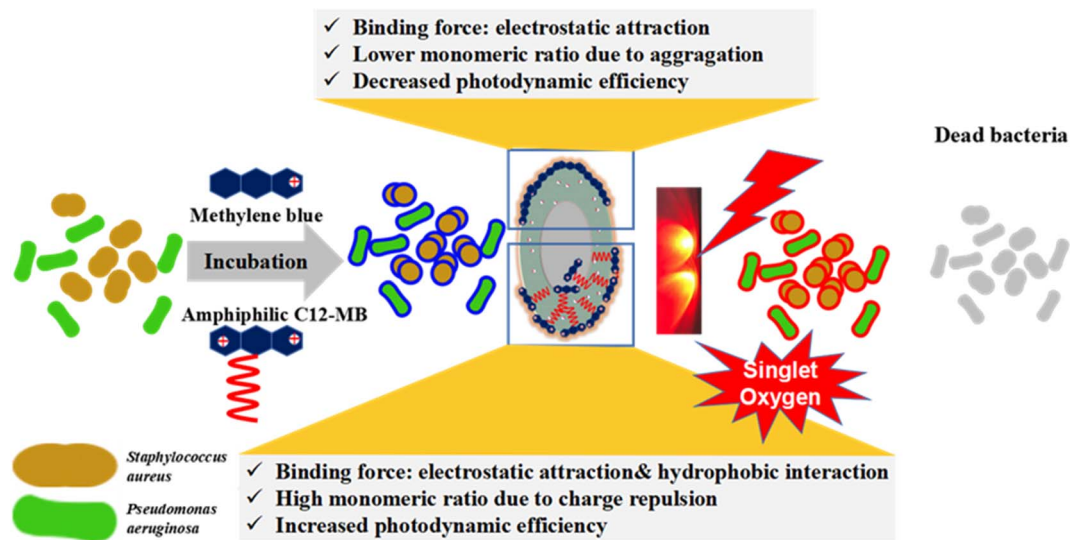 ✓ Binding force: electrostatic attraction
✓ Lower monomeric ratio due to aggragation
✓ Decreased photodynamic efficiency
Dead bacteria
Methylene blue
Incubation
Amphiphilic C12-MB
Singlet
Oxygen
Staphylococcus
aureus
Pseudomonas
aeruginosa
✓ Binding force: electrostatic attraction& hydrophobic interaction
✓ High monomeric ratio due to charge repulsion
✓ Increased photodynamic efficiency